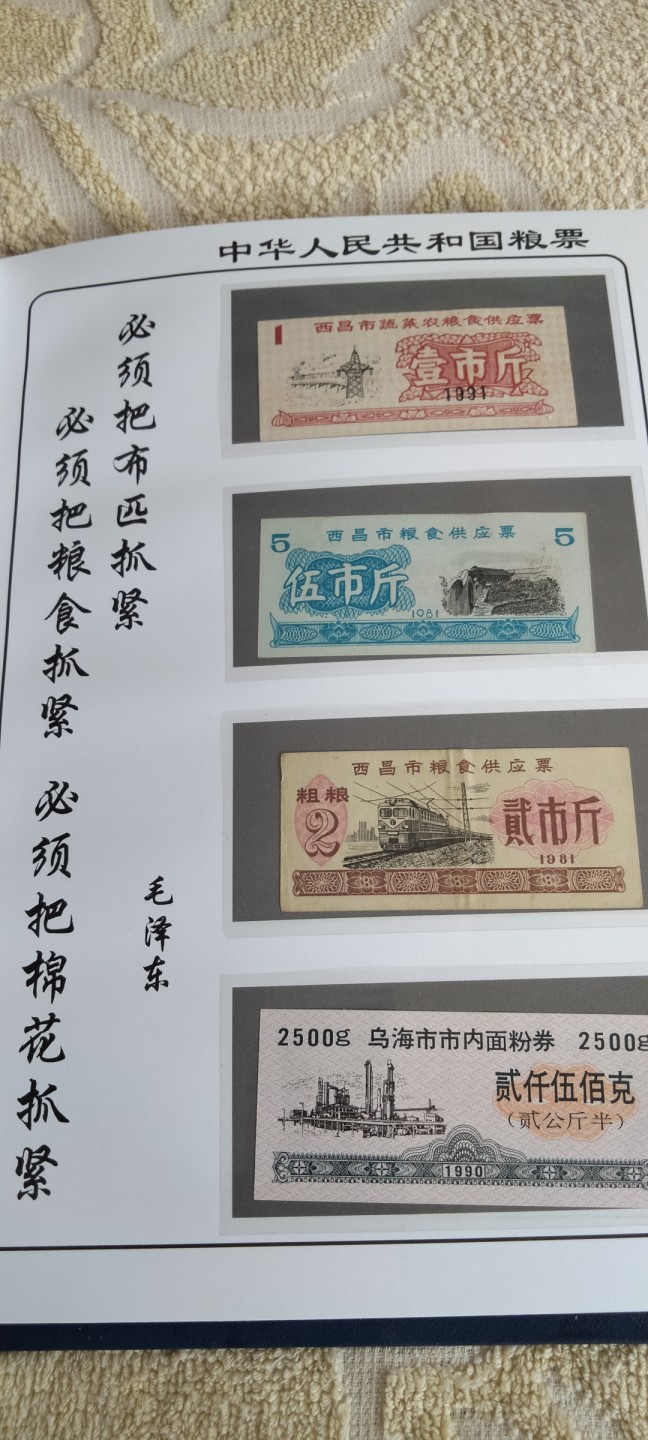 中华人民共和国粮票
必须把粮食抓紧
必须把布匹抓紧
必须把棉花抓紧
毛泽东
1 西昌市蔬菜农粮食供应票
壹市斤
1991
5 西昌市粮食供应票 5
伍市斤
1981
西昌市粮食供应票
粗粮
2
贰市斤
1981
2500g 乌海市市内面粉券 2500g
贰仟伍佰克
（贰公斤半）
1990